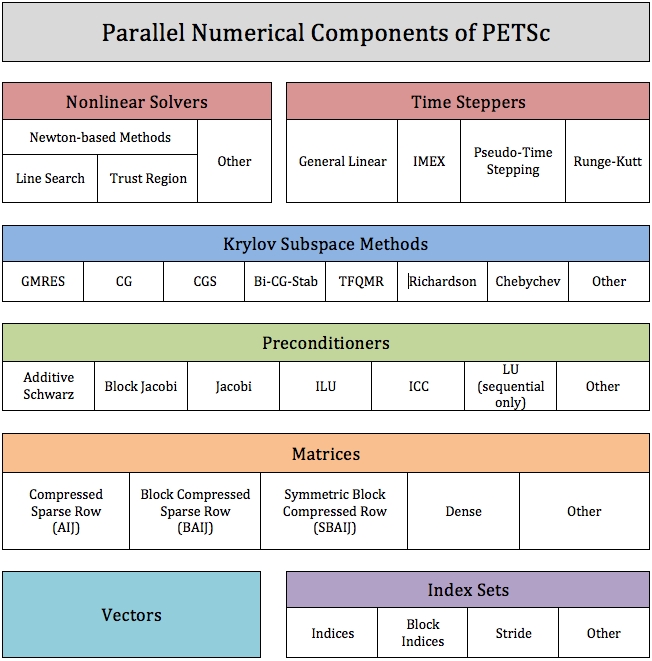 Parallel Numerical Components of PETSc
Nonlinear Solvers
Newton-based Methods
Line Search
Trust Region
Other
Time Steppers
General Linear
IMEX
Pseudo-Time
Stepping
Runge-Kutt
Krylov Subspace Methods
GMRES
CG
CGS
Bi-CG-Stab
TFQMR
Richardson
Chebychev
Other
Preconditioners
Additive
Schwarz
Block Jacobi
Jacobi
ILU
ICC
LU
(sequential
only)
Other
Matrices
Compressed
Sparse Row
(AIJ)
Block Compressed
Sparse Row
(BAIJ)
Symmetric Block
Compressed Row
(SBAIJ)
Dense
Other
Vectors
Index Sets
Indices
Block
Indices
Stride
Other